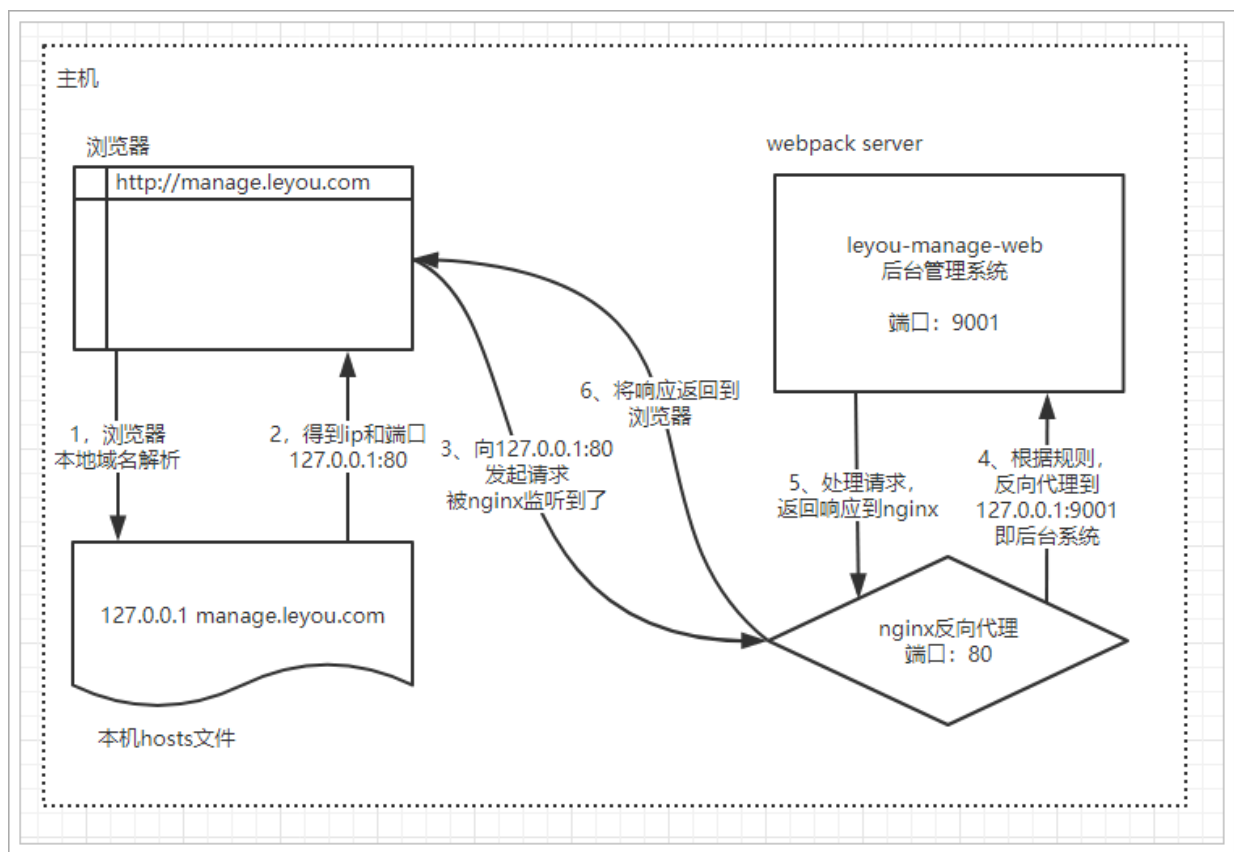 主机
浏览器
http://manage.leyou.com
webpack server
leyou-manage-web
后台管理系统
端口：9001
1，浏览器
本地域名解析
2，得到ip和端口
127.0.0.1:80
3、向127.0.0.1:80
发起请求
被nginx监听到了
6、将响应返回到
浏览器
5、处理请求，
返回响应到nginx
4、根据规则，
反向代理到
127.0.0.1:9001
即后台系统
127.0.0.1 manage.leyou.com
本机hosts文件
nginx反向代理
端口：80